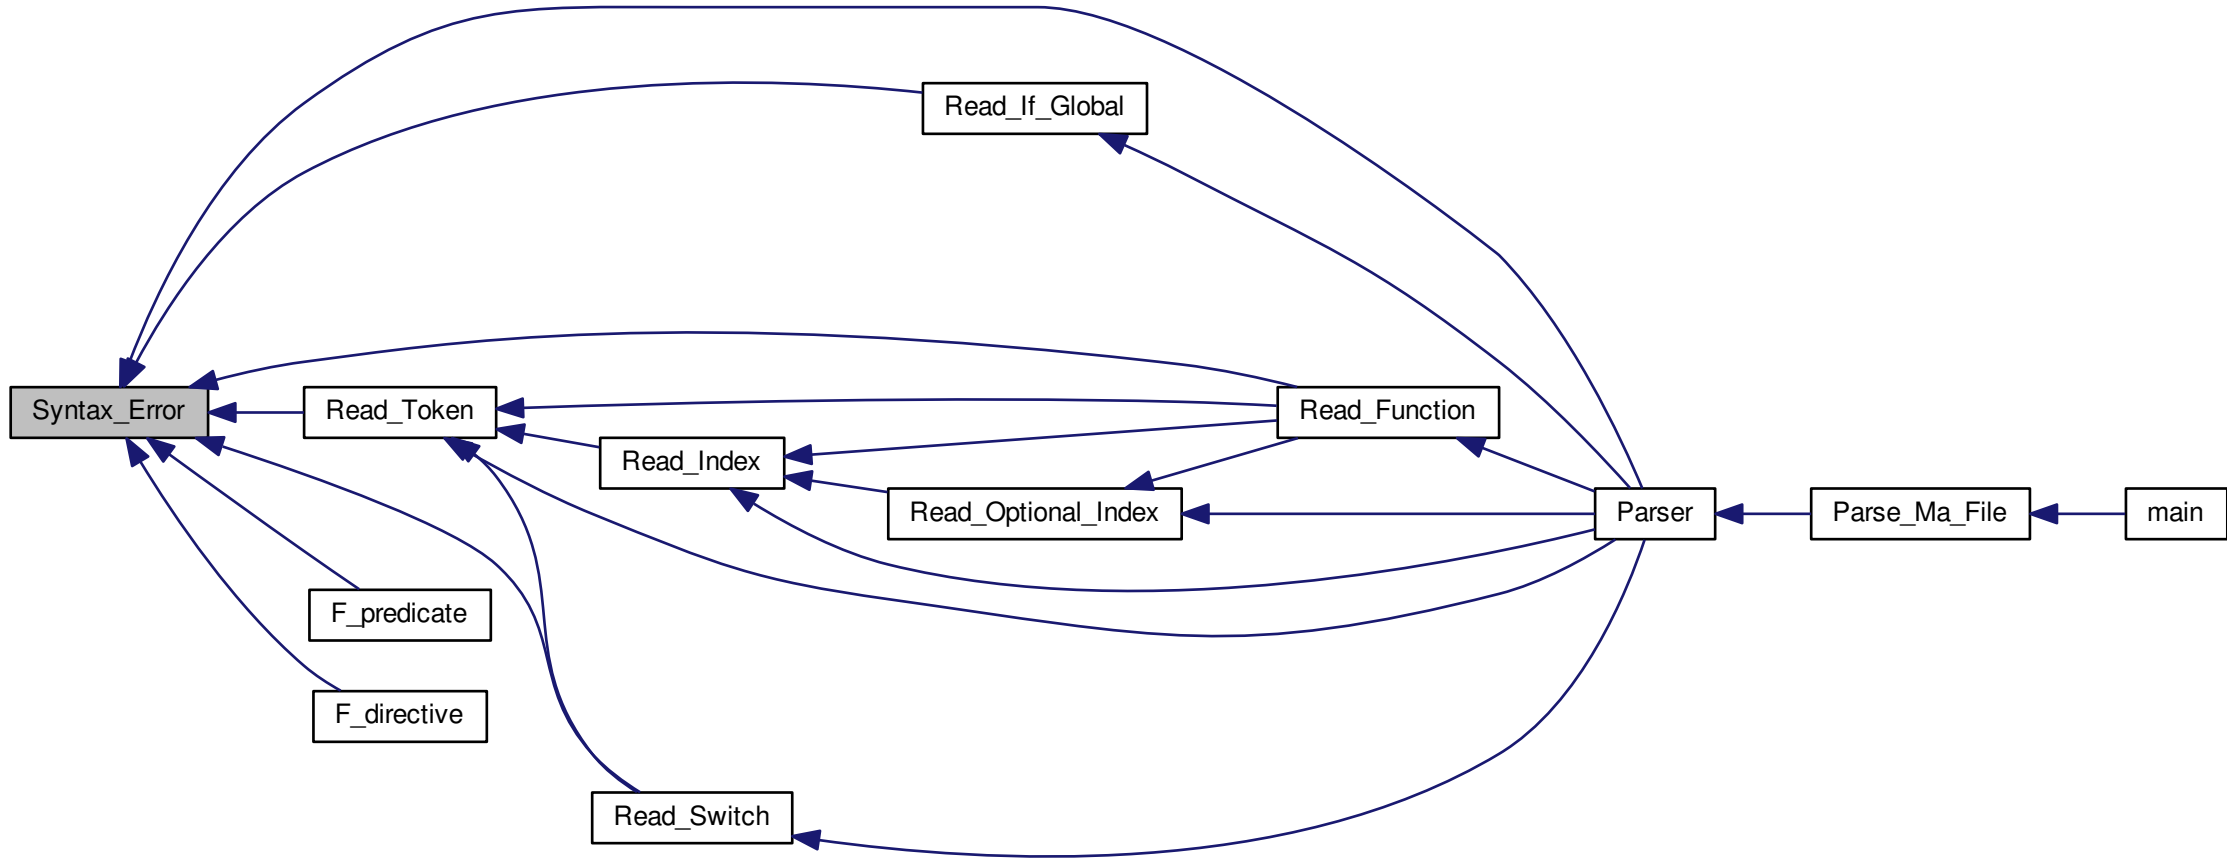 Read_If_Global
Syntax_Error
Read_Token
Read_Function
Read_Index
Read_Optional_Index
Parser
Parse_Ma_File
main
F_predicate
F_directive
Read_Switch